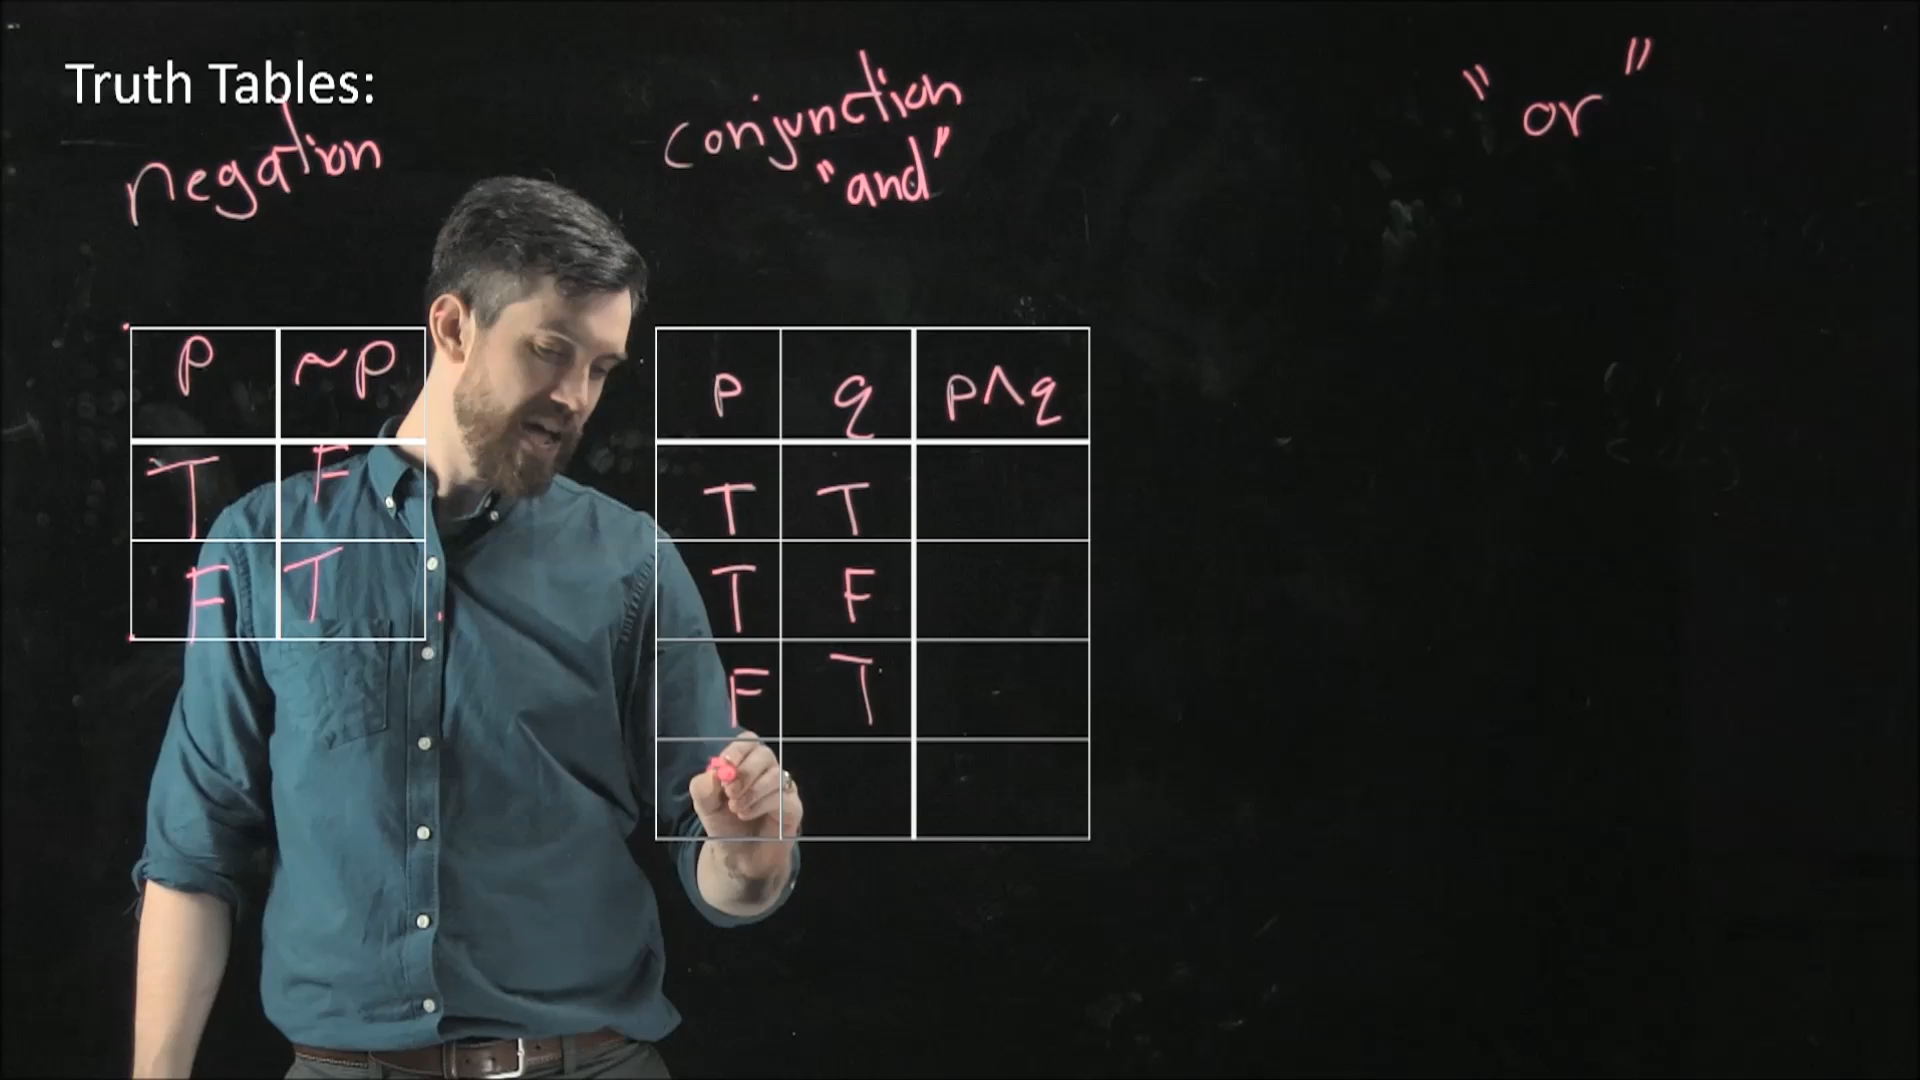 Truth Tables:
negation
conjunction
"and"
"or"
p ~p
T F
F T
p q p∧q
T T
T F
F T